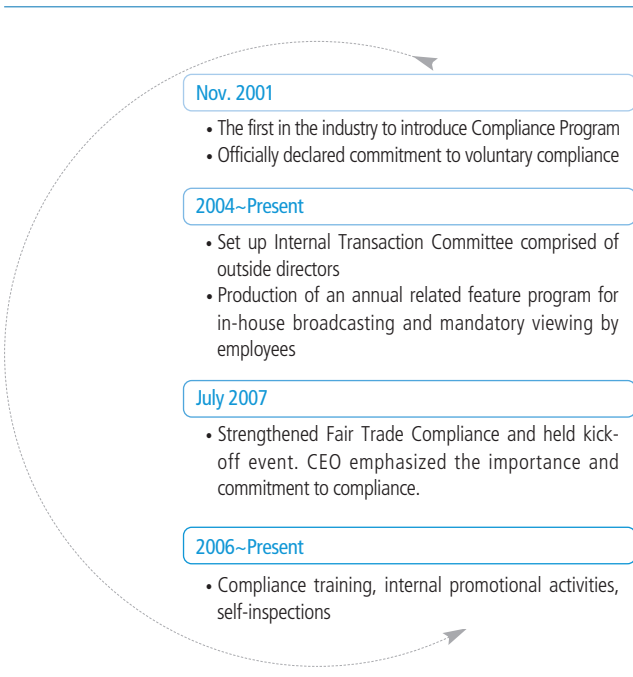 Nov. 2001
• The first in the industry to introduce Compliance Program
• Officially declared commitment to voluntary compliance
2004~Present
• Set up Internal Transaction Committee comprised of
outside directors
• Production of an annual related feature program for
in-house broadcasting and mandatory viewing by
employees
July 2007
• Strengthened Fair Trade Compliance and held kick-
off event. CEO emphasized the importance and
commitment to compliance.
2006~Present
• Compliance training, internal promotional activities,
self-inspections